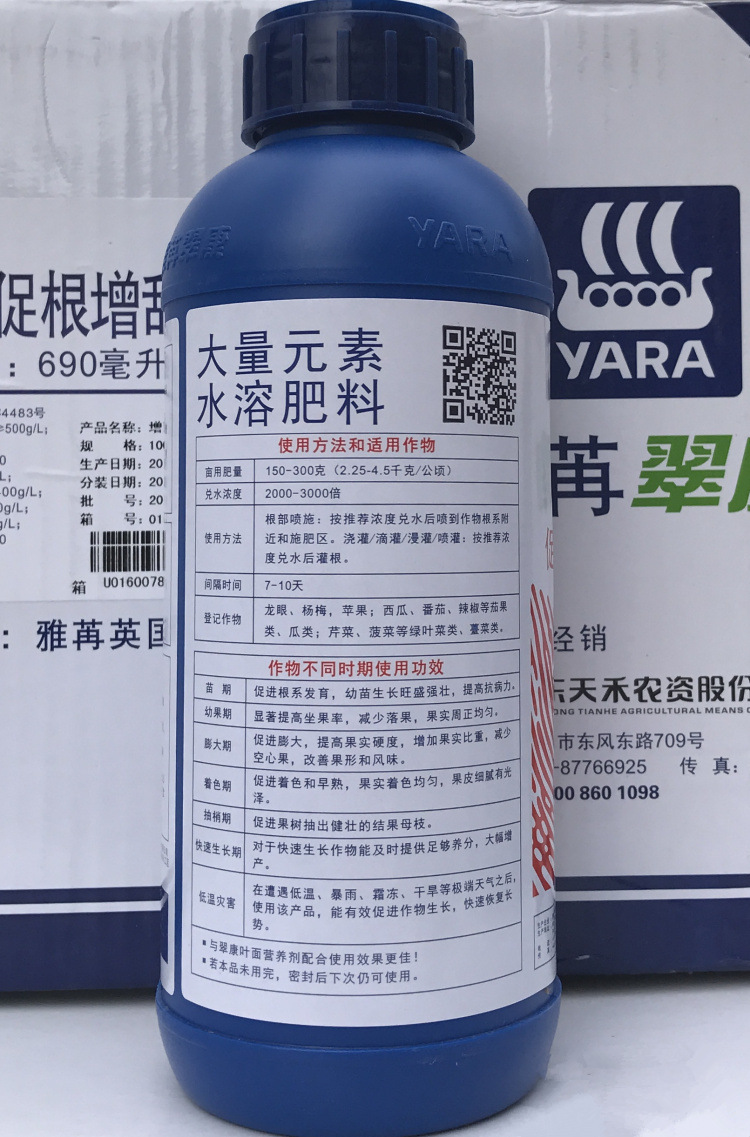 YARA
大量元素
水溶肥料
使用方法和适用作物
亩用肥量 150-300克（2.25-4.5千克/公顷）
兑水浓度 2000-3000倍
使用方法 根部喷施：按推荐浓度兑水后喷到作物根系附
近和施肥区。浇灌/滴灌/漫灌/喷灌：按推荐浓
度兑水后灌根。
间隔时间 7-10天
登记作物 龙眼、杨梅，苹果；西瓜、番茄、辣椒等茄果
类、瓜类；芹菜、菠菜等绿叶菜类、薹菜类。
作物不同时期使用功效
苗 期 促进根系发育，幼苗生长旺盛强壮，提高抗病力。
幼果期 显著提高坐果率，减少落果，果实周正均匀。
膨大期 促进膨大，提高果实硬度，增加果实比重，减少
空心果，改善果形和风味。
着色期 促进着色和早熟，果实着色均匀，果皮细腻有光
泽。
抽梢期 促进果树抽出健壮的结果母枝。
快速生长期 对于快速生长作物能及时提供足够养分，大幅增
产。
低温灾害 在遭遇低温、暴雨、霜冻、干旱等极端天气之后，
使用该产品，能有效促进作物生长，快速恢复长
势。
▪ 与翠康叶面营养剂配合使用效果更佳！
▪ 若本品未用完，密封后下次仍可使用。
促根增
：690毫升
4483号
≥500g/L；
产品名称：增
规 格：100
生产日期：20
分装日期：20
批 号：20
箱 号：01
箱 U0160078
：雅苒英国
YARA
苒翠
经销
天禾农资股份
ONG TIANHE AGRICULTURAL MEANS
市东风东路709号
-87766925 传 真：
00 860 1098